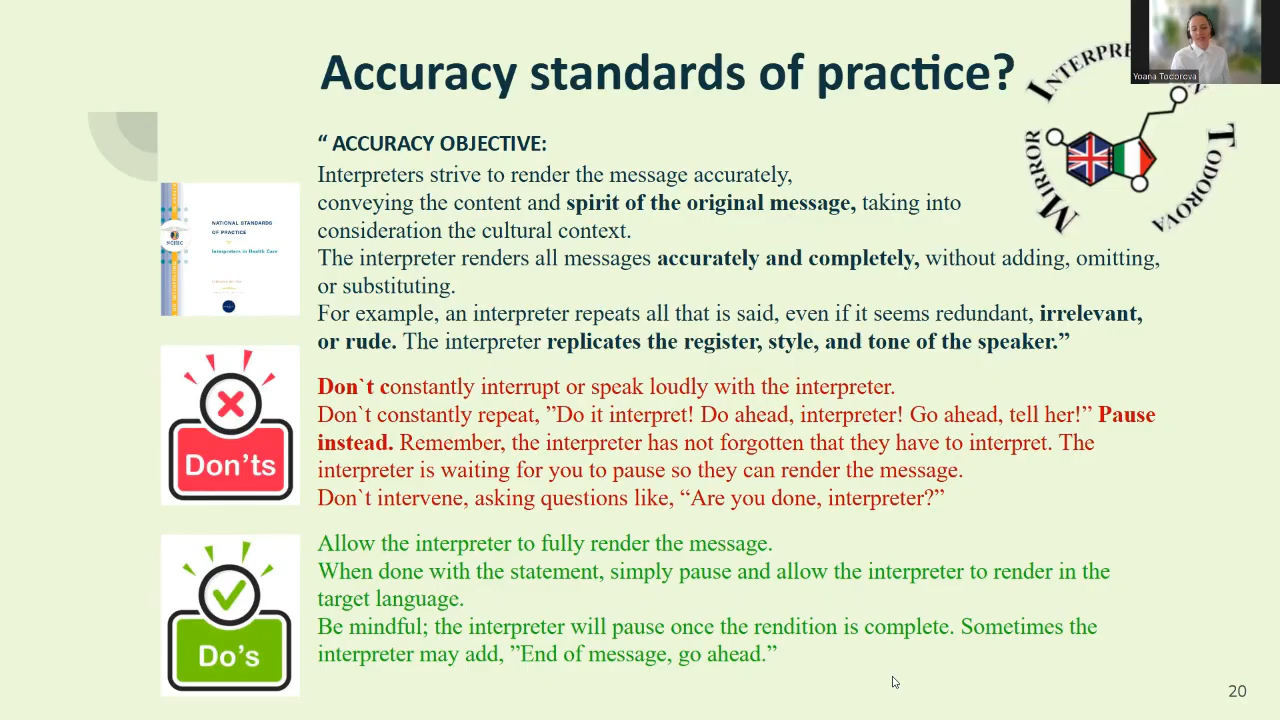 Accuracy standards of practice?
INTERPRE
Yoana Todorova
MIRROR
TODOROVA
“ ACCURACY OBJECTIVE:
Interpreters strive to render the message accurately,
conveying the content and spirit of the original message, taking into
consideration the cultural context.
The interpreter renders all messages accurately and completely, without adding, omitting,
or substituting.
For example, an interpreter repeats all that is said, even if it seems redundant, irrelevant,
or rude. The interpreter replicates the register, style, and tone of the speaker.”
NATIONAL STANDARDS
OF PRACTICE
Interpreters in Health Care
NCIHC
Don`t constantly interrupt or speak loudly with the interpreter.
Don`t constantly repeat, ”Do it interpret! Do ahead, interpreter! Go ahead, tell her!” Pause
instead. Remember, the interpreter has not forgotten that they have to interpret. The
interpreter is waiting for you to pause so they can render the message.
Don`t intervene, asking questions like, “Are you done, interpreter?”
Don’ts
Allow the interpreter to fully render the message.
When done with the statement, simply pause and allow the interpreter to render in the
target language.
Be mindful; the interpreter will pause once the rendition is complete. Sometimes the
interpreter may add, ”End of message, go ahead.”
Do’s
20